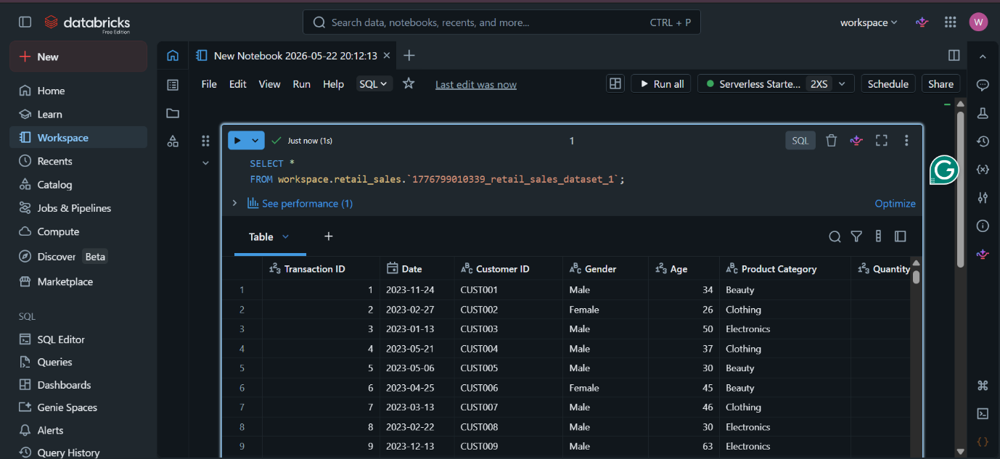 databricks
Free Edition
Search data, notebooks, recents, and more... CTRL + P
workspace
W
New
Home
Learn
Workspace
Recents
Catalog
Jobs & Pipelines
Compute
Discover Beta
Marketplace
SQL
SQL Editor
Queries
Dashboards
Genie Spaces
Alerts
Query History
New Notebook 2026-05-22 20:12:13
File Edit View Run Help SQL Last edit was now Run all Serverless Starte... 2XS Schedule Share
Just now (1s) 1 SQL
SELECT *
FROM workspace.retail_sales.`1776799010339_retail_sales_dataset_1`;
See performance (1) Optimize
Table
Transaction ID Date Customer ID Gender Age Product Category Quantity
1 1 2023-11-24 CUST001 Male 34 Beauty
2 2 2023-02-27 CUST002 Female 26 Clothing
3 3 2023-01-13 CUST003 Male 50 Electronics
4 4 2023-05-21 CUST004 Male 37 Clothing
5 5 2023-05-06 CUST005 Male 30 Beauty
6 6 2023-04-25 CUST006 Female 45 Beauty
7 7 2023-03-13 CUST007 Male 46 Clothing
8 8 2023-02-22 CUST008 Male 30 Electronics
9 9 2023-12-13 CUST009 Male 63 Electronics